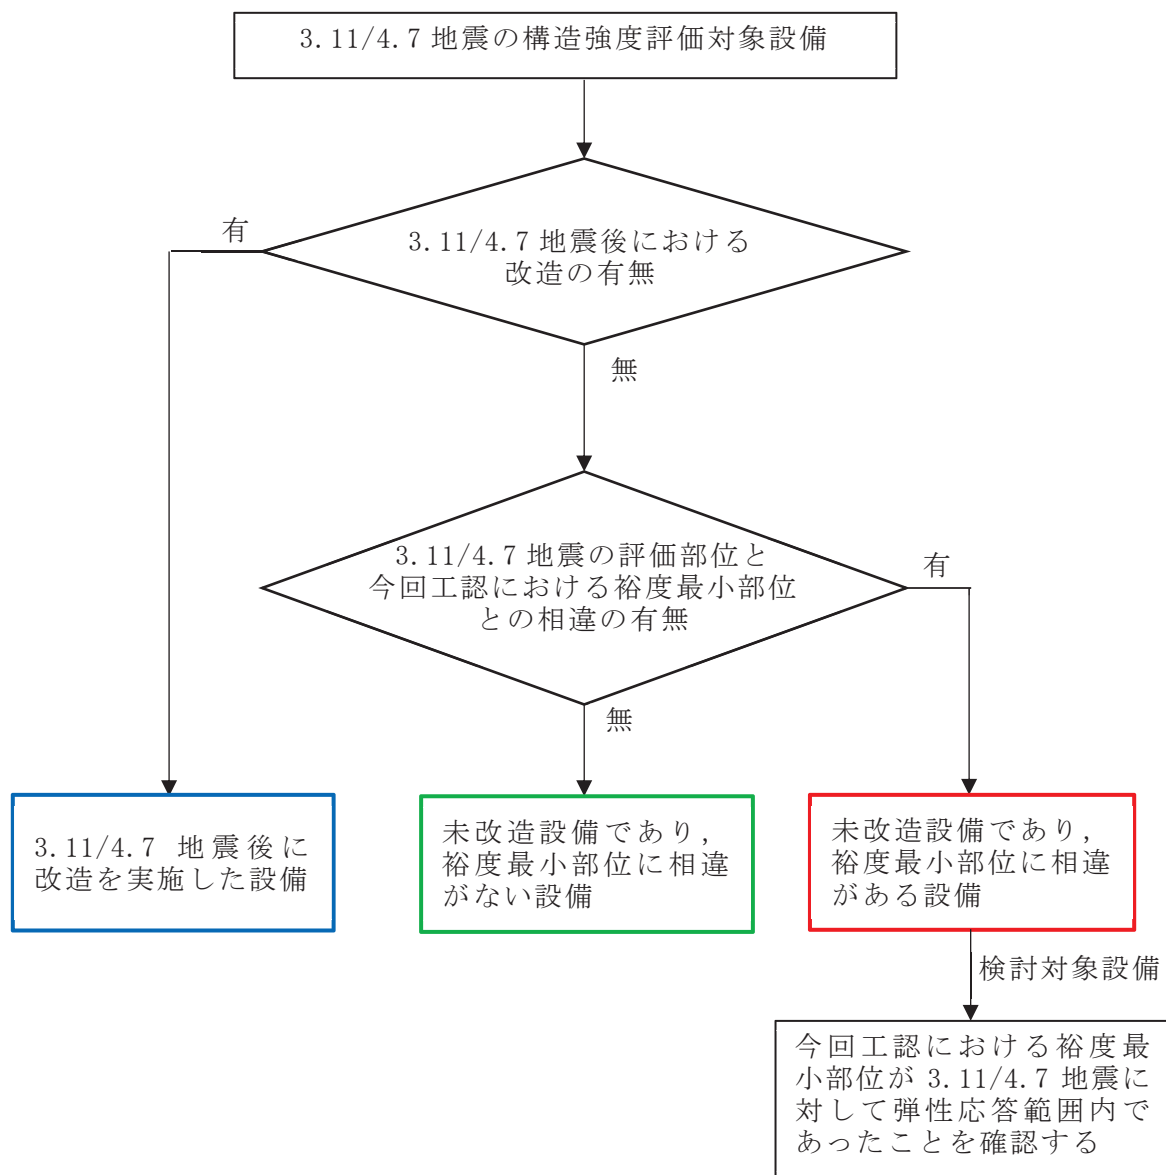 3.11/4.7 地震の構造強度評価対象設備
有
3.11/4.7 地震後における
改造の有無
無
3.11/4.7 地震の評価部位と
今回工認における裕度最小部位
との相違の有無
有
無
3.11/4.7 地震後に
改造を実施した設備
未改造設備であり,
裕度最小部位に相違
がない設備
未改造設備であり,
裕度最小部位に相違
がある設備
検討対象設備
今回工認における裕度最
小部位が 3.11/4.7 地震に
対して弾性応答範囲内で
あったことを確認する